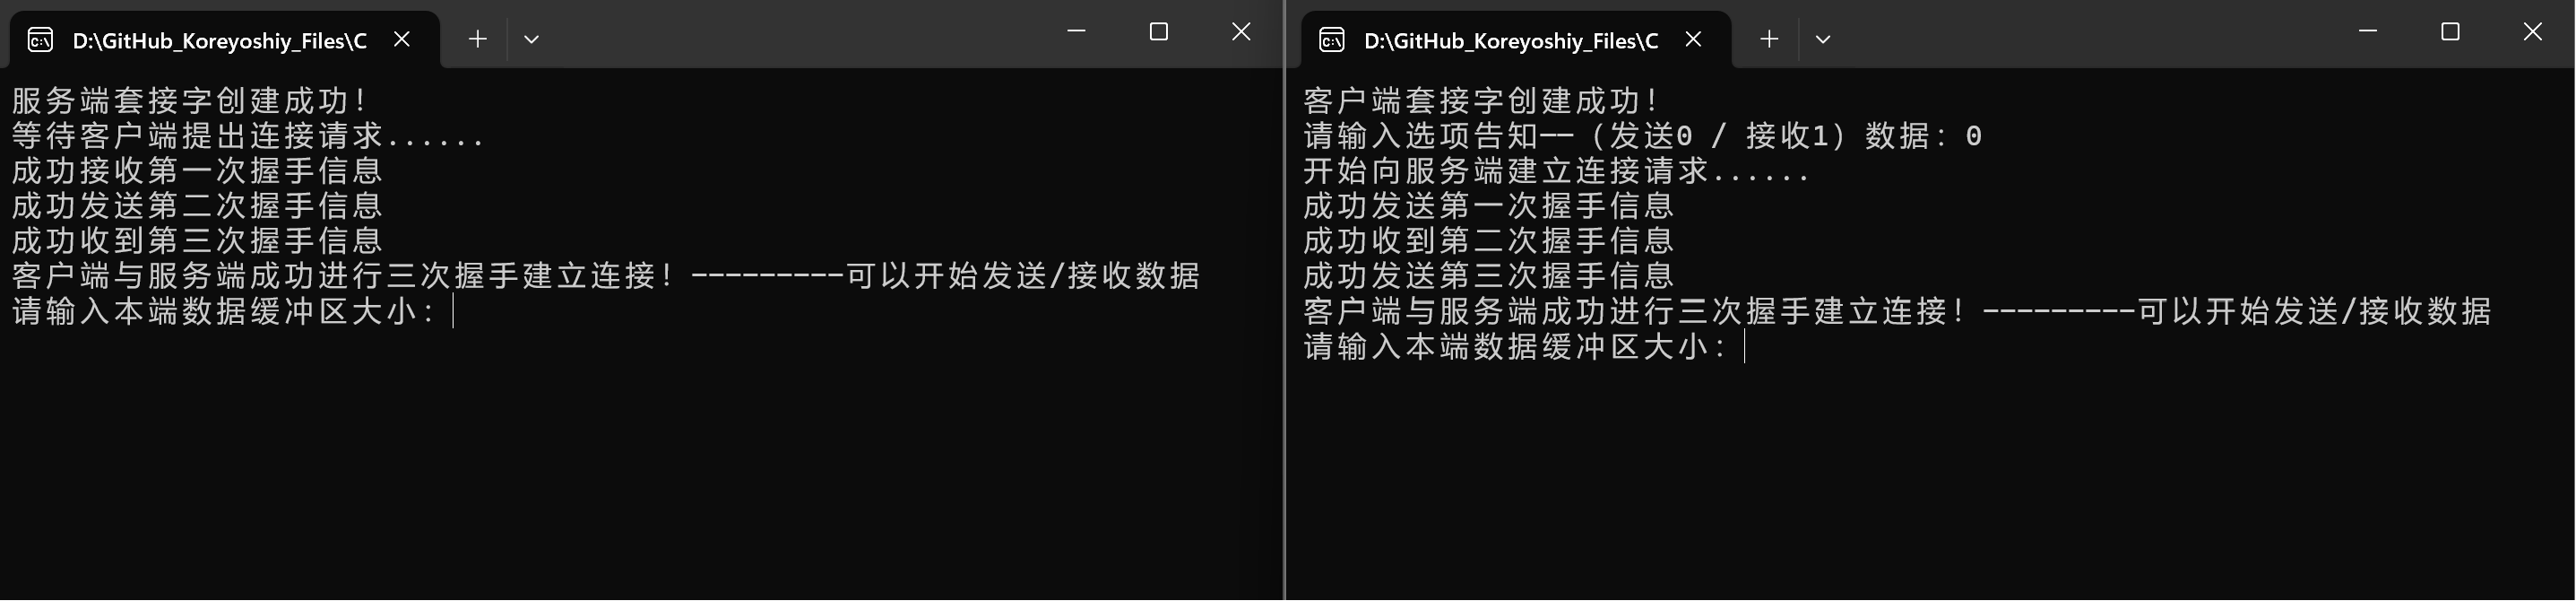 D:\GitHub_Koreyoshiy_Files\C
服务端套接字创建成功！
等待客户端提出连接请求......
成功接收第一次握手信息
成功发送第二次握手信息
成功收到第三次握手信息
客户端与服务端成功进行三次握手建立连接！---------可以开始发送/接收数据
请输入本端数据缓冲区大小：
D:\GitHub_Koreyoshiy_Files\C
客户端套接字创建成功！
请输入选项告知——（发送0 / 接收1）数据：0
开始向服务端建立连接请求......
成功发送第一次握手信息
成功收到第二次握手信息
成功发送第三次握手信息
客户端与服务端成功进行三次握手建立连接！---------可以开始发送/接收数据
请输入本端数据缓冲区大小：